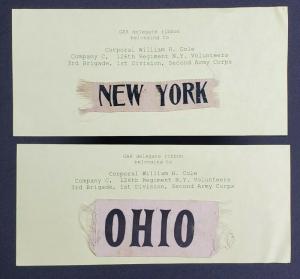 GAR delegate ribbon
belonging to
Corporal William H. Cole
Company C, 126th Regiment N.Y. Volunteers
3rd Brigade, 1st Division, Second Army Corps
NEW YORK
GAR delegate ribbon
belonging to
Corporal William H. Cole
Company C, 126th Regiment N.Y. Volunteers
3rd Brigade, 1st Division, Second Army Corps
OHIO